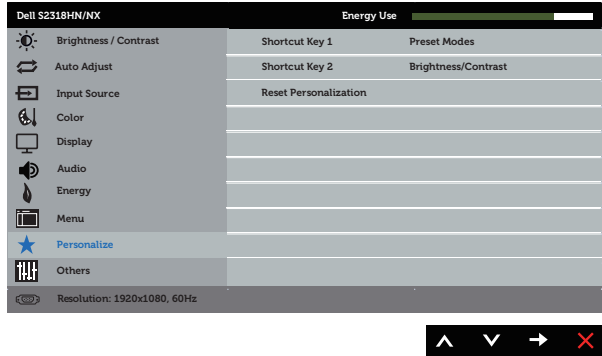 Dell S2318HN/NX Energy Use
Brightness / Contrast Shortcut Key 1 Preset Modes
Auto Adjust Shortcut Key 2 Brightness/Contrast
Input Source Reset Personalization
Color
Display
Audio
Energy
Menu
Personalize
Others
Resolution: 1920x1080, 60Hz